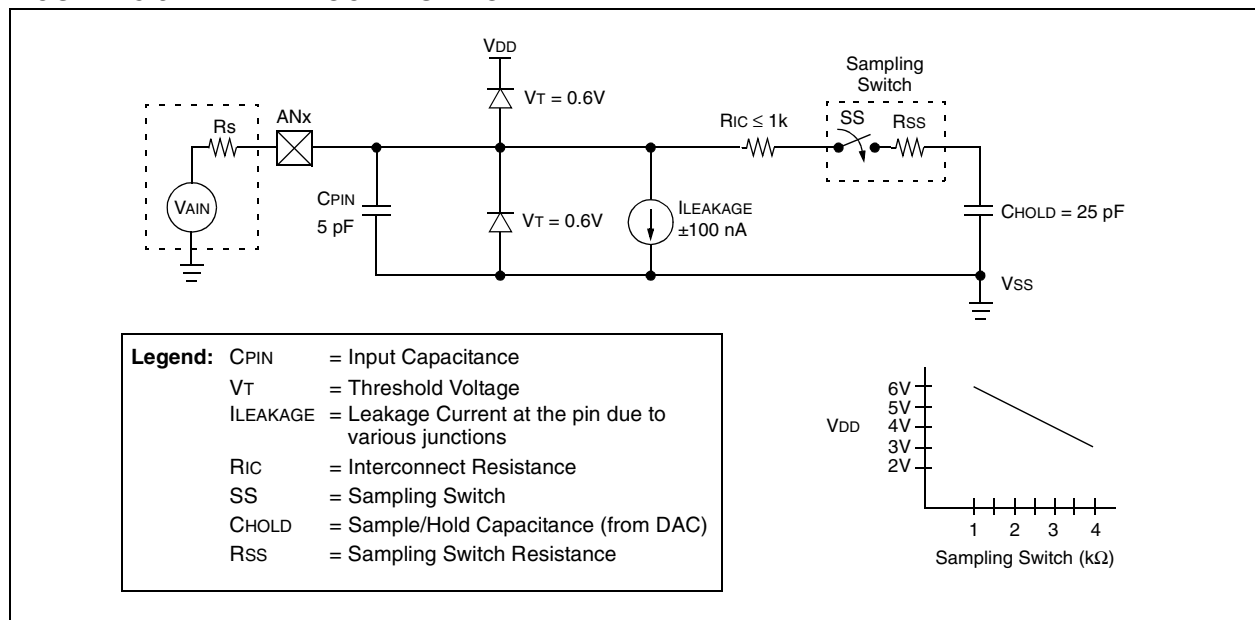 VDD
Sampling
Switch
VT = 0.6V
ANx
RS
RIC ≤ 1k
SS
RSS
CPIN
5 pF
VAIN
VT = 0.6V
ILEAKAGE
±100 nA
CHOLD = 25 pF
VSS
Legend: CPIN = Input Capacitance
VT = Threshold Voltage
ILEAKAGE = Leakage Current at the pin due to
various junctions
RIC = Interconnect Resistance
SS = Sampling Switch
CHOLD = Sample/Hold Capacitance (from DAC)
RSS = Sampling Switch Resistance
6V
5V
VDD 4V
3V
2V
1 2 3 4
Sampling Switch (kΩ)